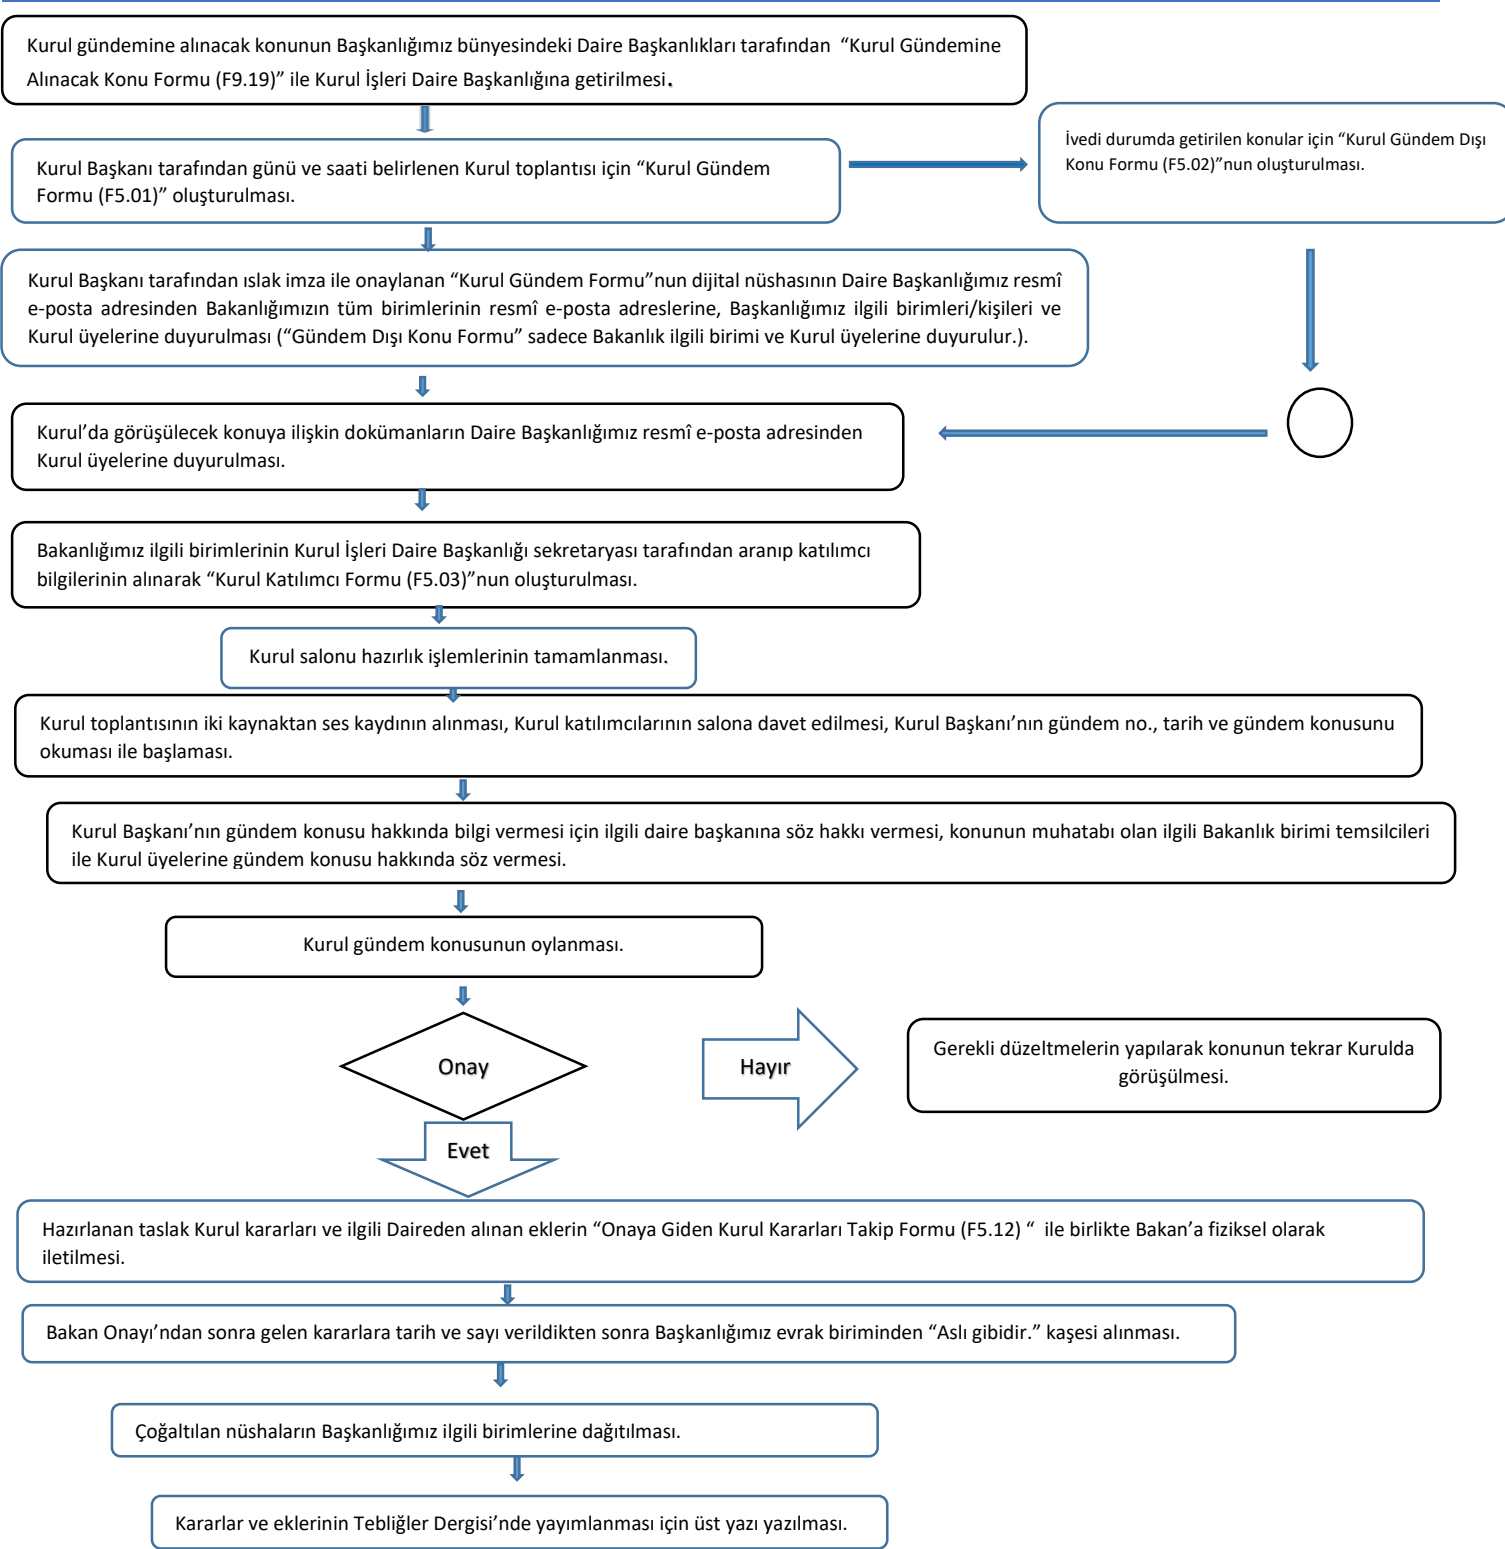 Kurul gündemine alınacak konunun Başkanlığımız bünyesindeki Daire Başkanlıkları tarafından “Kurul Gündemine
Alınacak Konu Formu (F9.19)” ile Kurul İşleri Daire Başkanlığına getirilmesi.
Kurul Başkanı tarafından günü ve saati belirlenen Kurul toplantısı için “Kurul Gündem
Formu (F5.01)” oluşturulması.
İvedi durumda getirilen konular için “Kurul Gündem Dışı
Konu Formu (F5.02)”nun oluşturulması.
Kurul Başkanı tarafından ıslak imza ile onaylanan “Kurul Gündem Formu”nun dijital nüshasının Daire Başkanlığımız resmî
e-posta adresinden Bakanlığımızın tüm birimlerinin resmî e-posta adreslerine, Başkanlığımız ilgili birimleri/kişileri ve
Kurul üyelerine duyurulması (“Gündem Dışı Konu Formu” sadece Bakanlık ilgili birimi ve Kurul üyelerine duyurulur.).
Kurul’da görüşülecek konuya ilişkin dokümanların Daire Başkanlığımız resmî e-posta adresinden
Kurul üyelerine duyurulması.
Bakanlığımız ilgili birimlerinin Kurul İşleri Daire Başkanlığı sekretaryası tarafından aranıp katılımcı
bilgilerinin alınarak “Kurul Katılımcı Formu (F5.03)”nun oluşturulması.
Kurul salonu hazırlık işlemlerinin tamamlanması.
Kurul toplantısının iki kaynaktan ses kaydının alınması, Kurul katılımcılarının salona davet edilmesi, Kurul Başkanı’nın gündem no., tarih ve gündem konusunu
okuması ile başlaması.
Kurul Başkanı’nın gündem konusu hakkında bilgi vermesi için ilgili daire başkanına söz hakkı vermesi, konunun muhatabı olan ilgili Bakanlık birimi temsilcileri
ile Kurul üyelerine gündem konusu hakkında söz vermesi.
Kurul gündem konusunun oylanması.
Onay
Hayır
Gerekli düzeltmelerin yapılarak konunun tekrar Kurulda
görüşülmesi.
Evet
Hazırlanan taslak Kurul kararları ve ilgili Daireden alınan eklerin “Onaya Giden Kurul Kararları Takip Formu (F5.12) “ ile birlikte Bakan’a fiziksel olarak
iletilmesi.
Bakan Onayı’ndan sonra gelen kararlara tarih ve sayı verildikten sonra Başkanlığımız evrak biriminden “Aslı gibidir.” kaşesi alınması.
Çoğaltılan nüshaların Başkanlığımız ilgili birimlerine dağıtılması.
Kararlar ve eklerinin Tebliğler Dergisi’nde yayımlanması için üst yazı yazılması.